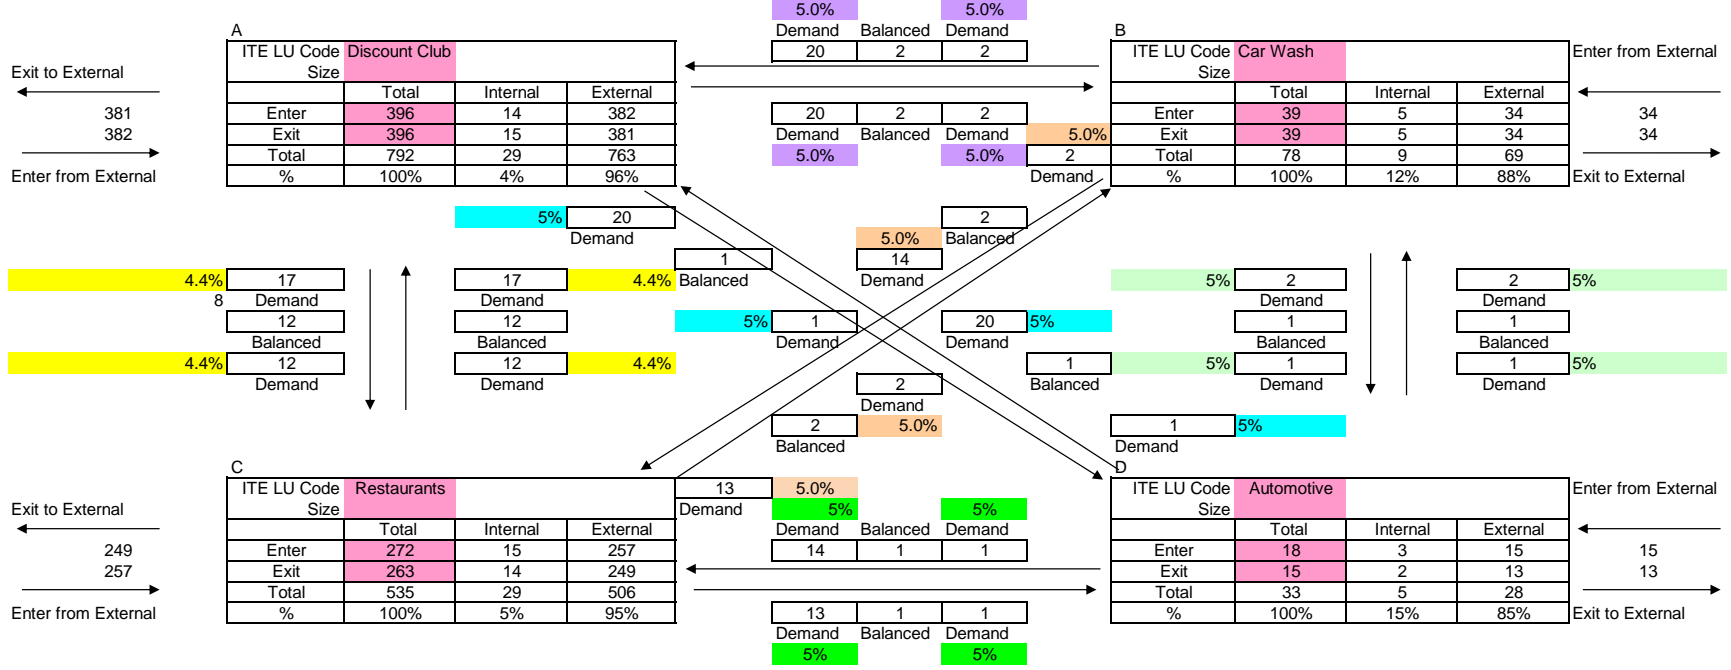 5.0% 5.0%
A Demand Balanced Demand B
ITE LU Code Discount Club 20 2 2 ITE LU Code Car Wash Enter from External
Exit to External Size Size
Total Internal External Total Internal External
381 Enter 396 14 382 20 2 2 Enter 39 5 34 34
382 Exit 396 15 381 Demand Balanced Demand 5.0% Exit 39 5 34 34
Total 792 29 763 5.0% 5.0% 2 Total 78 9 69
Enter from External % 100% 4% 96% Demand % 100% 12% 88% Exit to External
5% 20 2
Demand 5.0% Balanced
1 14
4.4% 17 17 4.4% Balanced Demand 5% 2 2 5%
8 Demand Demand Demand Demand
12 12 5% 1 20 5% 1 1
Balanced Balanced Demand Demand Balanced Balanced
4.4% 12 12 4.4% 1 5% 1 1 5%
Demand Demand 2 Balanced Demand Demand
Demand
2 5.0% 1 5%
Balanced Demand
C D
ITE LU Code Restaurants 13 5.0% ITE LU Code Automotive Enter from External
Exit to External Size Demand 5% 5% Size
Total Internal External Demand Balanced Demand Total Internal External
249 Enter 272 15 257 14 1 1 Enter 18 3 15 15
257 Exit 263 14 249 Exit 15 2 13 13
Total 535 29 506 Total 33 5 28
Enter from External % 100% 5% 95% 13 1 1 % 100% 15% 85% Exit to External
Demand Balanced Demand
5% 5%